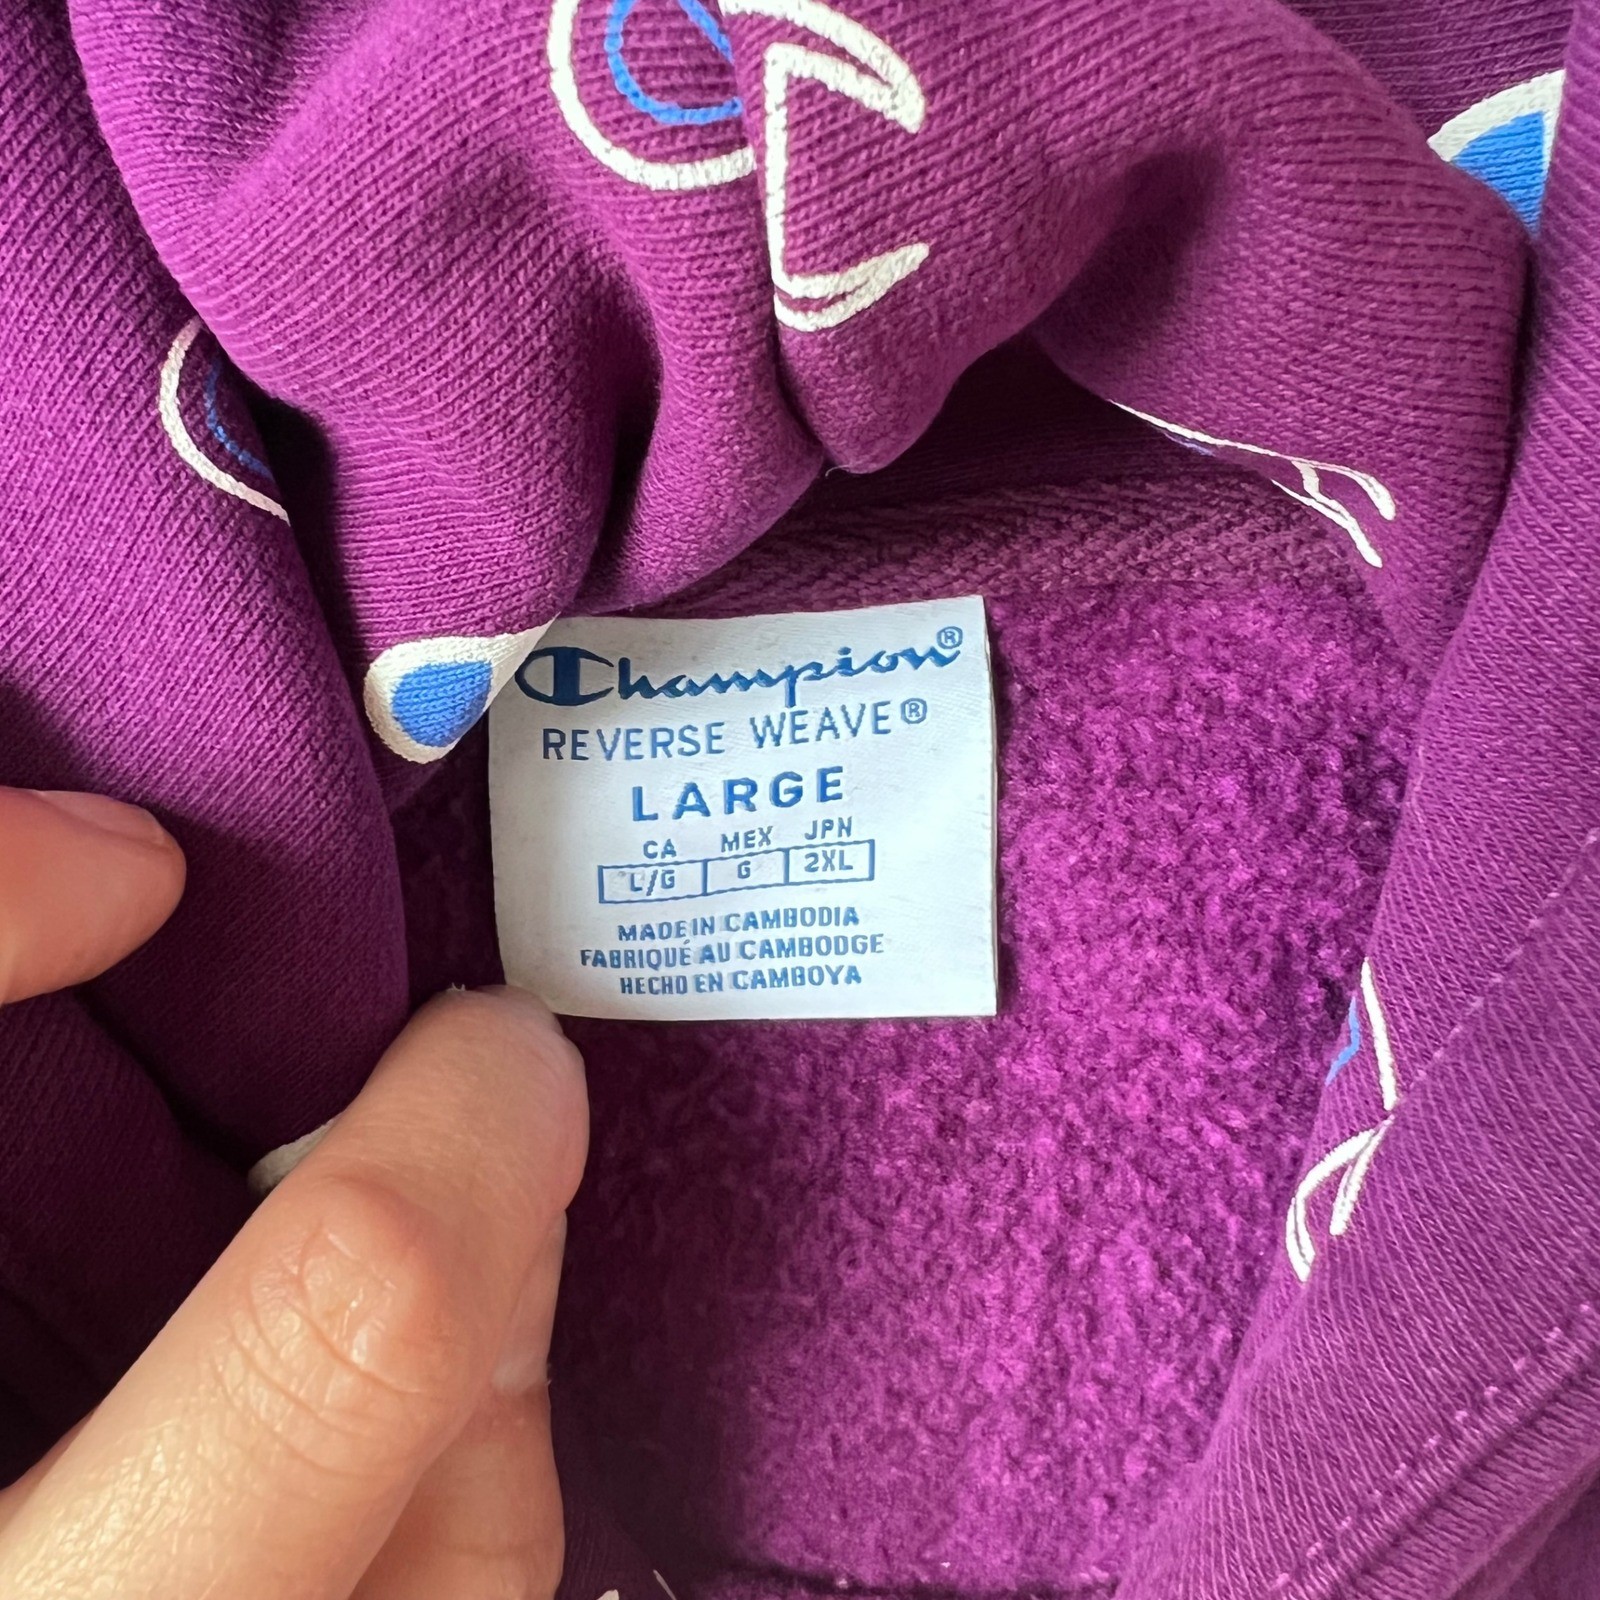 Champion®
REVERSE WEAVE®
LARGE
CA MEX JPN
L/G G 2XL
MADE IN CAMBODIA
FABRIQUÉ AU CAMBODGE
HECHO EN CAMBOYA